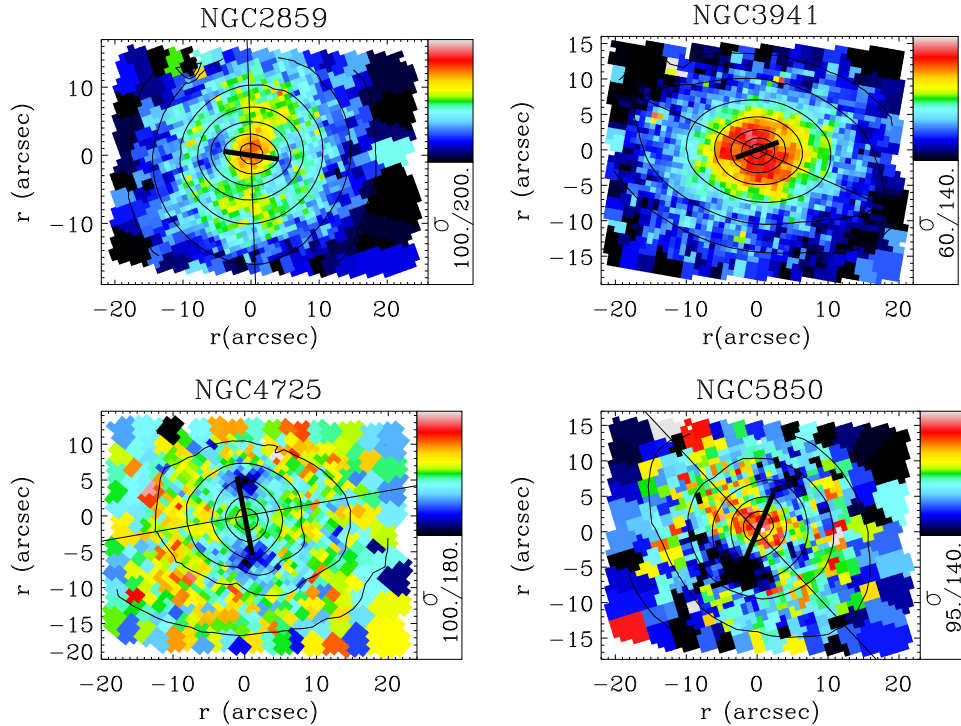 NGC2859
10
0
−10
r (arcsec)
−20 −10 0 10 20
r(arcsec)
σ
100./200.
NGC3941
15
10
5
0
−5
−10
−15
r (arcsec)
−20 −10 0 10 20
r(arcsec)
σ
60./140.
NGC4725
10
5
0
−5
−10
−15
−20
r (arcsec)
−20 −10 0 10 20
r (arcsec)
σ
100./180.
NGC5850
15
10
5
0
−5
−10
−15
r (arcsec)
−20 −10 0 10 20
r (arcsec)
σ
95./140.